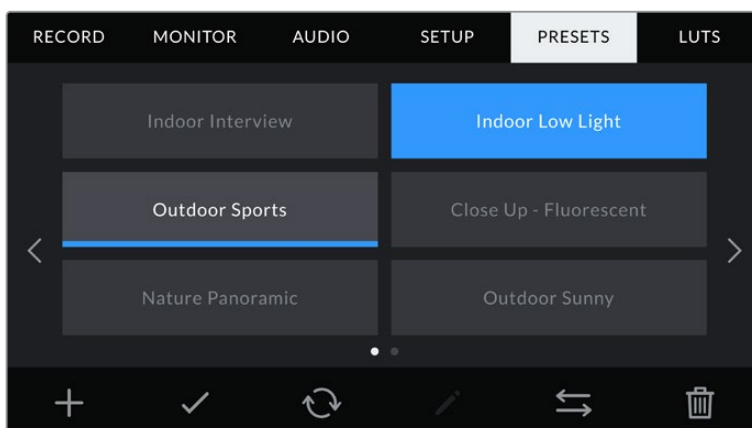 RECORD MONITOR AUDIO SETUP PRESETS LUTS
Indoor Interview Indoor Low Light
Outdoor Sports Close Up - Fluorescent
Nature Panoramic Outdoor Sunny